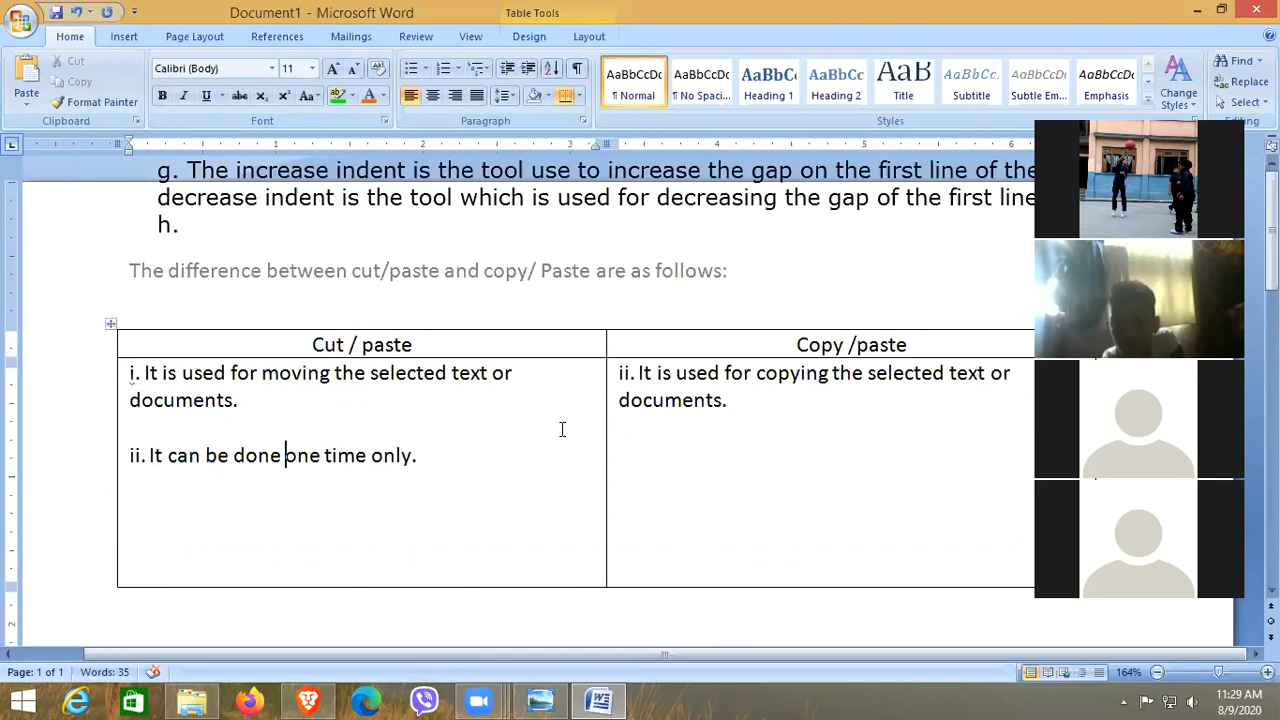 Document1 - Microsoft Word
Table Tools
Home Insert Page Layout References Mailings Review View Design Layout
Cut
Copy
Format Painter
Paste
Clipboard
Calibri (Body) 11
Font
Paragraph
AaBbCcDc AaBbCcDc AaBbCc AaBbCc AaB AaBbCc. AaBbCcDc AaBbCcDc
¶ Normal ¶ No Spaci... Heading 1 Heading 2 Title Subtitle Subtle Em... Emphasis
Change Styles
Styles
Find
Replace
Select
Editing
g. The increase indent is the tool use to increase the gap on the first line of the
decrease indent is the tool which is used for decreasing the gap of the first line
h.
The difference between cut/paste and copy/ Paste are as follows:
Cut / paste
Copy /paste
i. It is used for moving the selected text or
documents.
ii. It can be done one time only.
ii. It is used for copying the selected text or
documents.
Page: 1 of 1 Words: 35 164%
11:29 AM
8/9/2020